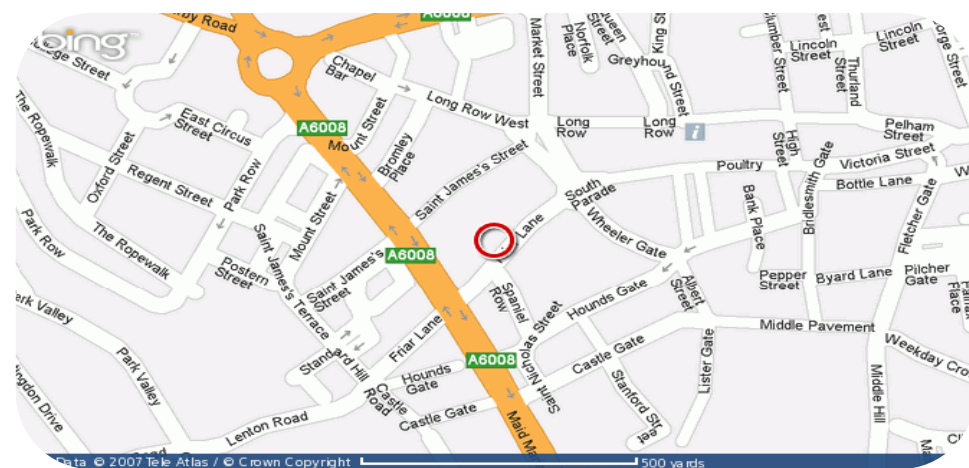 A6008
Road
bing
Market Street
Norfolk Place
Queen
King St
Greyhound Street
Lincoln Street
Lincoln Street
Thurland
High Street
Chapel Bar
Long Row West
Long Row
Long Row
Pelham Street
The Ropewalk
East Circus Street
A6008
Mount Street
Bromley Place
Oxford Street
Regent Street
Park Row
Saint James's Street
Poultry
Victoria Street
Bottle Lane
South Parade
Wheeler Gate
Bank Place
Bridlesmith Gate
Fletcher Gate
Park Row
The Ropewalk
Mount Street
Postern Street
Saint James's Terrace
Saint James's Street
A6008
Lane
Spaniel Row
Hounds Gate
Albert Street
Pepper Street
Byard Lane
Pilcher Gate
Place
Park Valley
Standard Hill
Friar Lane
A6008
Saint Nicholas Street
Castle Gate
Middle Pavement
Weekday Cro
Hounds Gate
Castle Road
Castle Gate
Lenton Road
Stanford Street
Lister Gate
Middle Hill
Maid Ma
Data © 2007 Tele Atlas / © Crown Copyright
500 yards